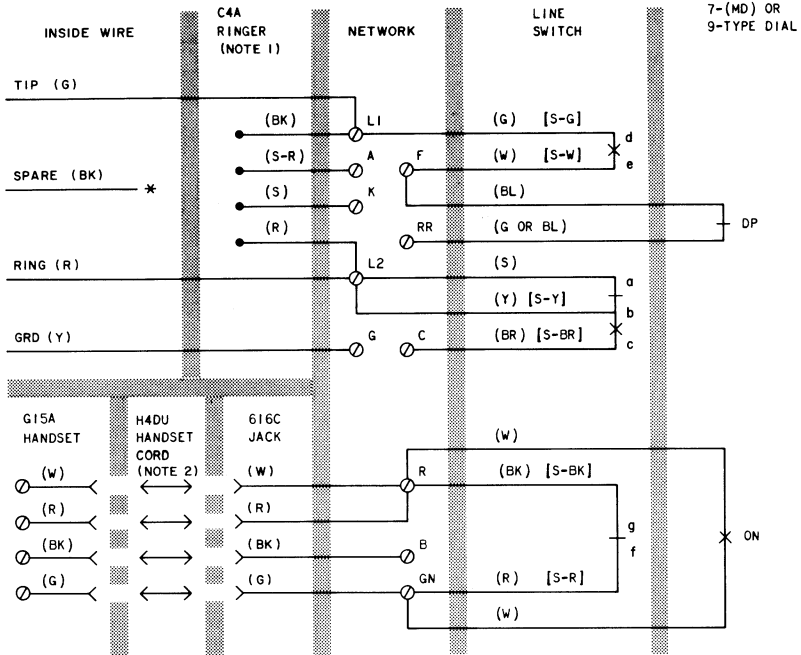 INSIDE WIRE
C4A
RINGER
(NOTE 1)
NETWORK
LINE
SWITCH
7-(MD) OR
9-TYPE DIAL
TIP (G)
(BK)
L1
(G) [S-G]
d
(S-R)
A
F
(W) [S-W]
e
SPARE (BK)
*
(S)
K
(BL)
(R)
RR
(G OR BL)
DP
RING (R)
L2
(S)
a
(Y) [S-Y]
b
GRD (Y)
G
C
(BR) [S-BR]
c
G15A
HANDSET
H4DU
HANDSET
CORD
(NOTE 2)
616C
JACK
(W)
(W)
(W)
R
(BK) [S-BK]
(R)
(R)
g
ON
(BK)
(BK)
B
f
(G)
(G)
GN
(R) [S-R]
(W)